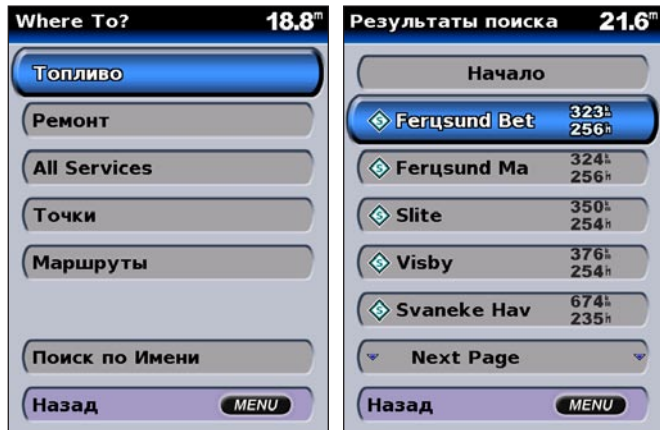 Where To? 18.8m
Топливо
Ремонт
All Services
Точки
Маршруты
Поиск по Имени
Назад MENU
Результаты поиска 21.6m
Начало
Ferцsund Bet 323
256
Ferцsund Ma 324
256
Slite 350
254
Visby 376
254
Svaneke Hav 674
235
Next Page
Назад MENU